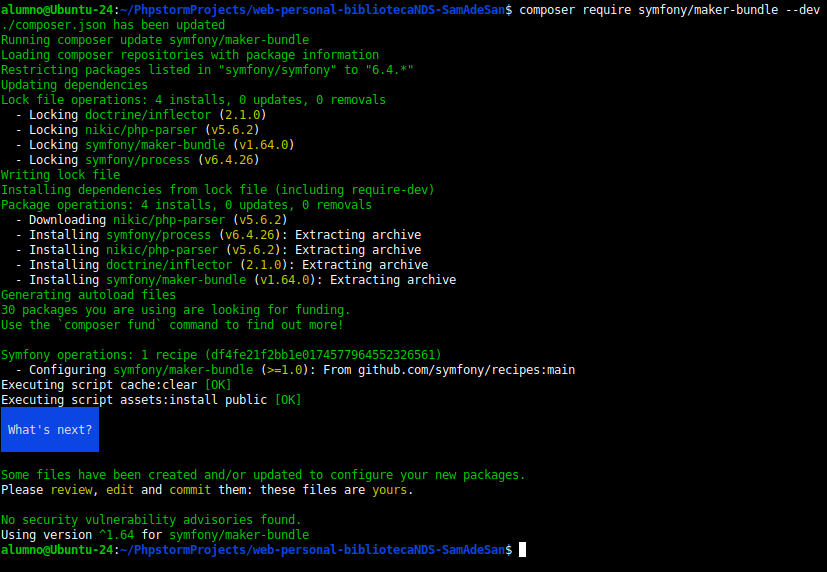 alumno@Ubuntu-24:~/PhpstormProjects/web-personal-bibliotecaNDS-SamAdeSan$ composer require symfony/maker-bundle --dev
./composer.json has been updated
Running composer update symfony/maker-bundle
Loading composer repositories with package information
Restricting packages listed in "symfony/symfony" to "6.4.*"
Updating dependencies
Lock file operations: 4 installs, 0 updates, 0 removals
  - Locking doctrine/inflector (2.1.0)
  - Locking nikic/php-parser (v5.6.2)
  - Locking symfony/maker-bundle (v1.64.0)
  - Locking symfony/process (v6.4.26)
Writing lock file
Installing dependencies from lock file (including require-dev)
Package operations: 4 installs, 0 updates, 0 removals
  - Downloading nikic/php-parser (v5.6.2)
  - Installing symfony/process (v6.4.26): Extracting archive
  - Installing nikic/php-parser (v5.6.2): Extracting archive
  - Installing doctrine/inflector (2.1.0): Extracting archive
  - Installing symfony/maker-bundle (v1.64.0): Extracting archive
Generating autoload files
30 packages you are using are looking for funding.
Use the `composer fund` command to find out more!
Symfony operations: 1 recipe (df4fe21f2bb1e0174577964552326561)
  - Configuring symfony/maker-bundle (>=1.0): From github.com/symfony/recipes:main
Executing script cache:clear [OK]
Executing script assets:install public [OK]
What's next?
Some files have been created and/or updated to configure your new packages.
Please review, edit and commit them: these files are yours.
No security vulnerability advisories found.
Using version ^1.64 for symfony/maker-bundle
alumno@Ubuntu-24:~/PhpstormProjects/web-personal-bibliotecaNDS-SamAdeSan$